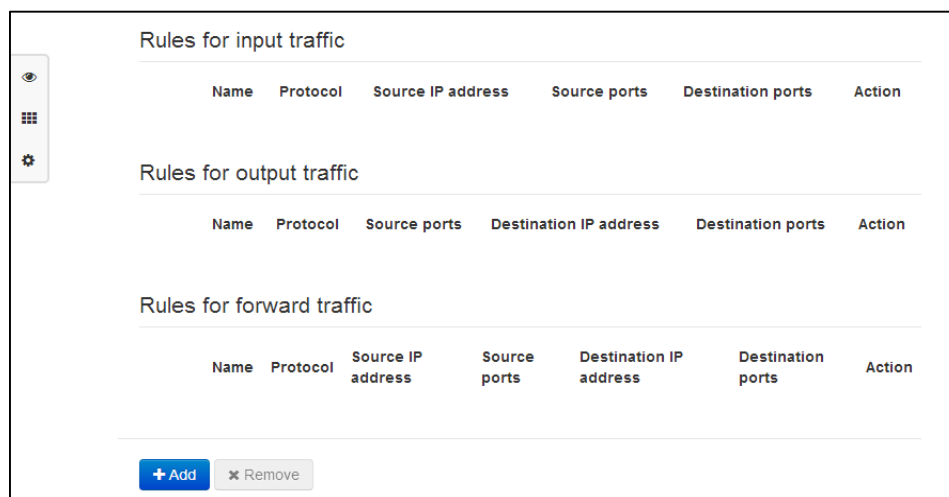 Rules for input traffic
Name Protocol Source IP address Source ports Destination ports Action
Rules for output traffic
Name Protocol Source ports Destination IP address Destination ports Action
Rules for forward traffic
Name Protocol Source IP address Source ports Destination IP address Destination ports Action
Add Remove